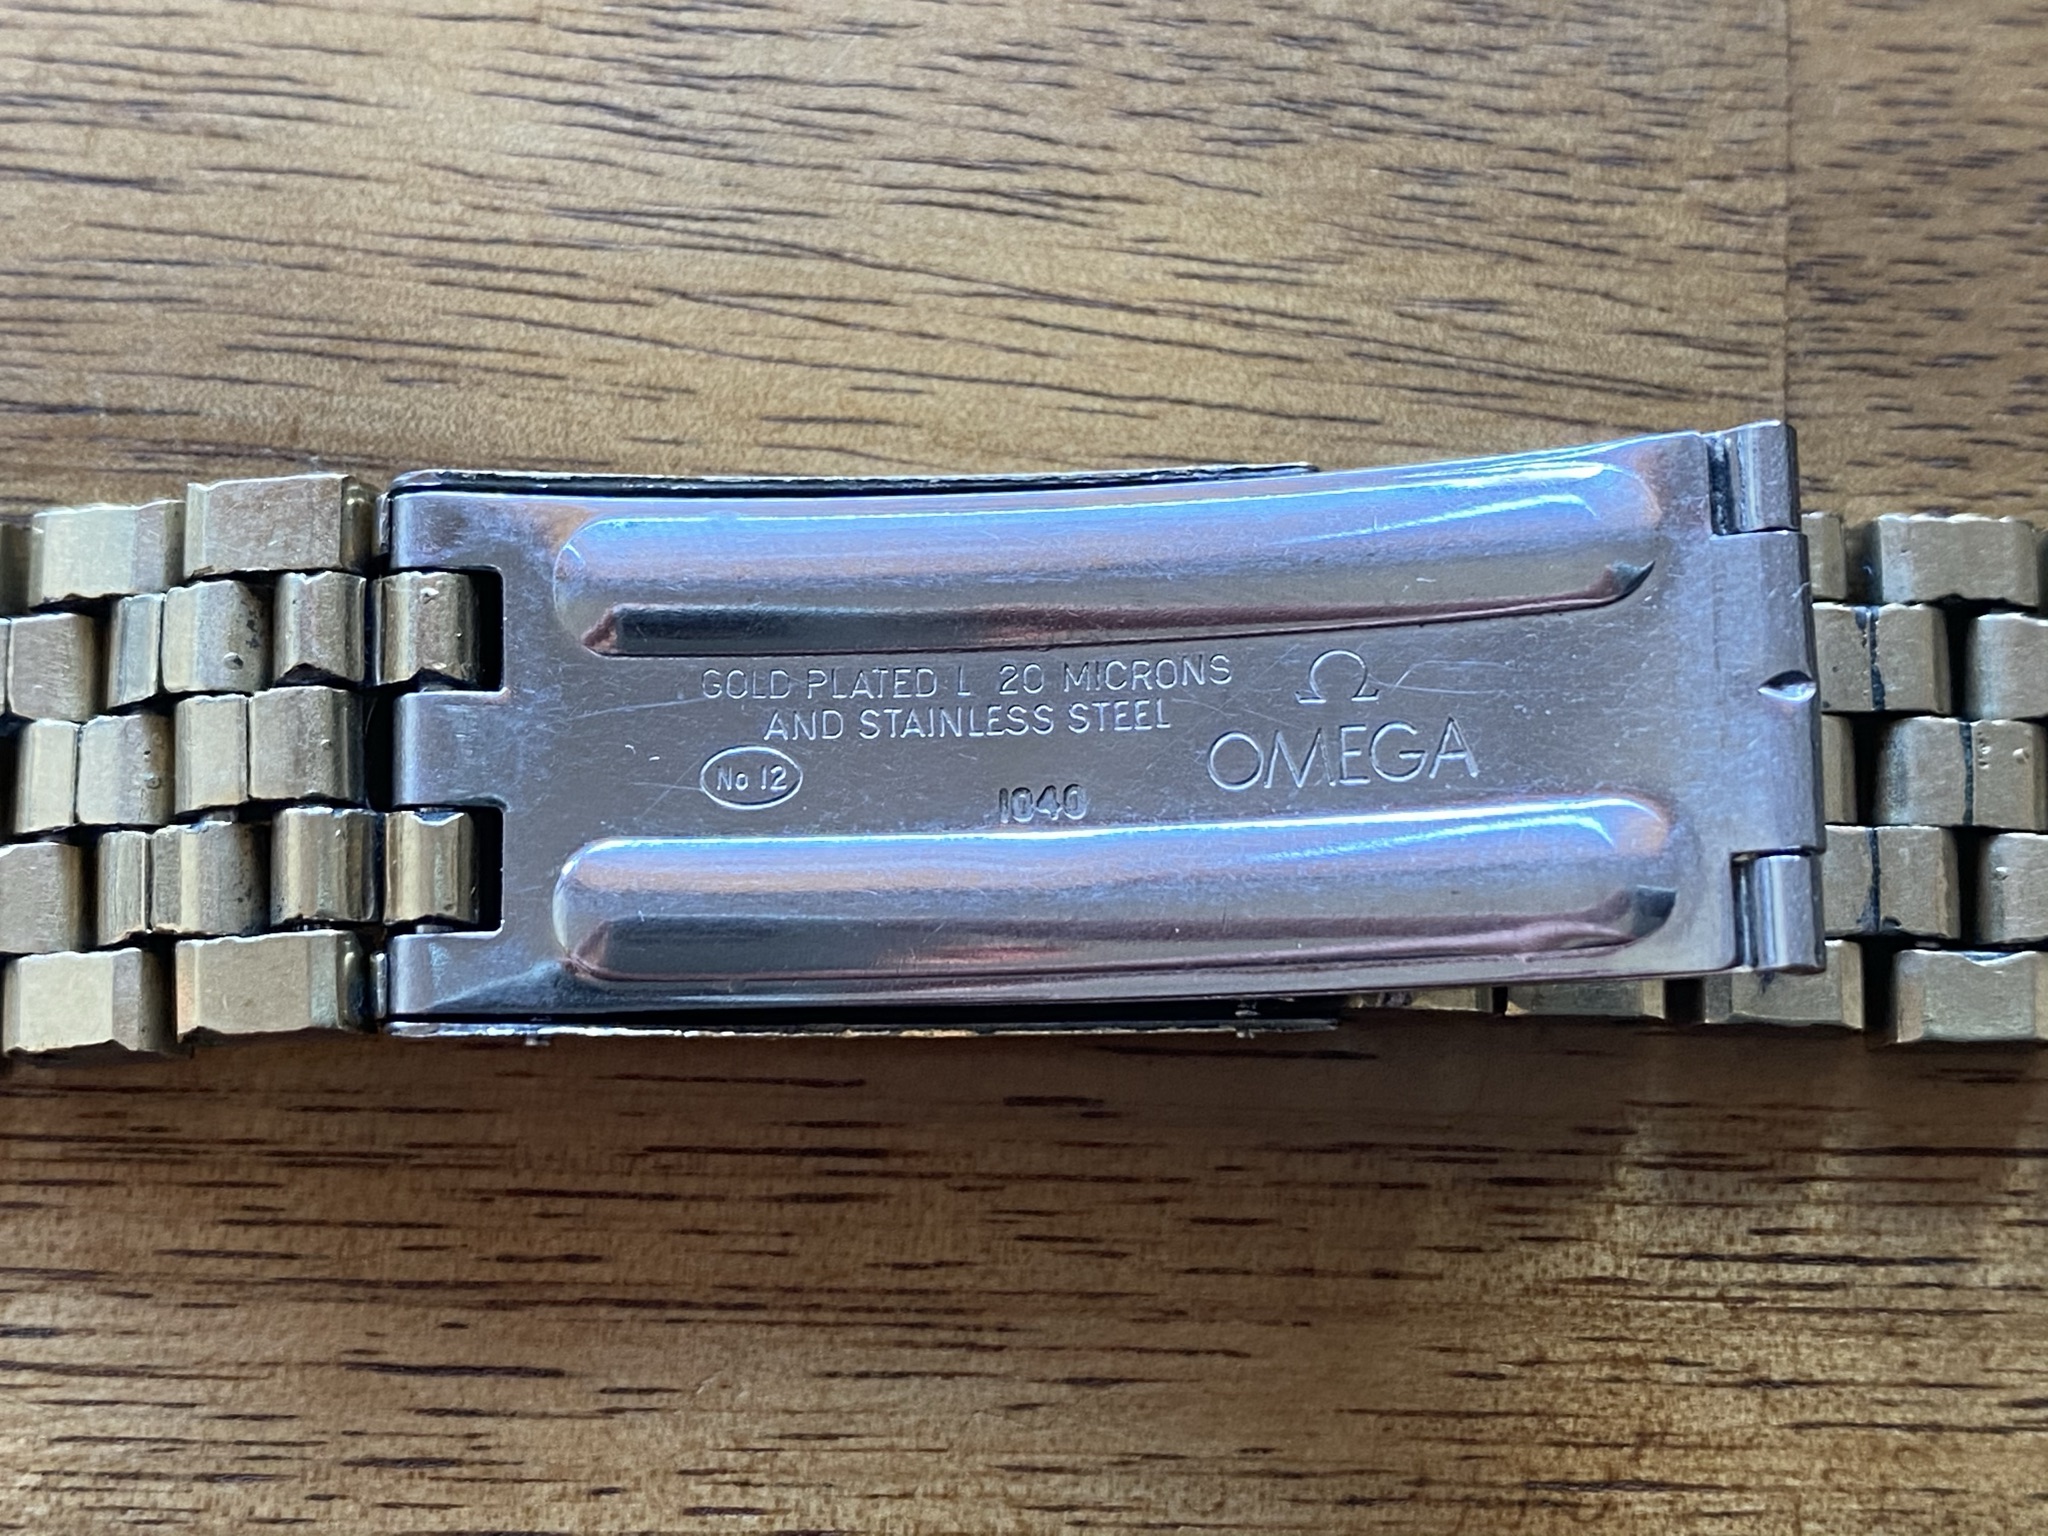 GOLD PLATED L 20 MICRONS
AND STAINLESS STEEL
No 12
1040
Ω
OMEGA